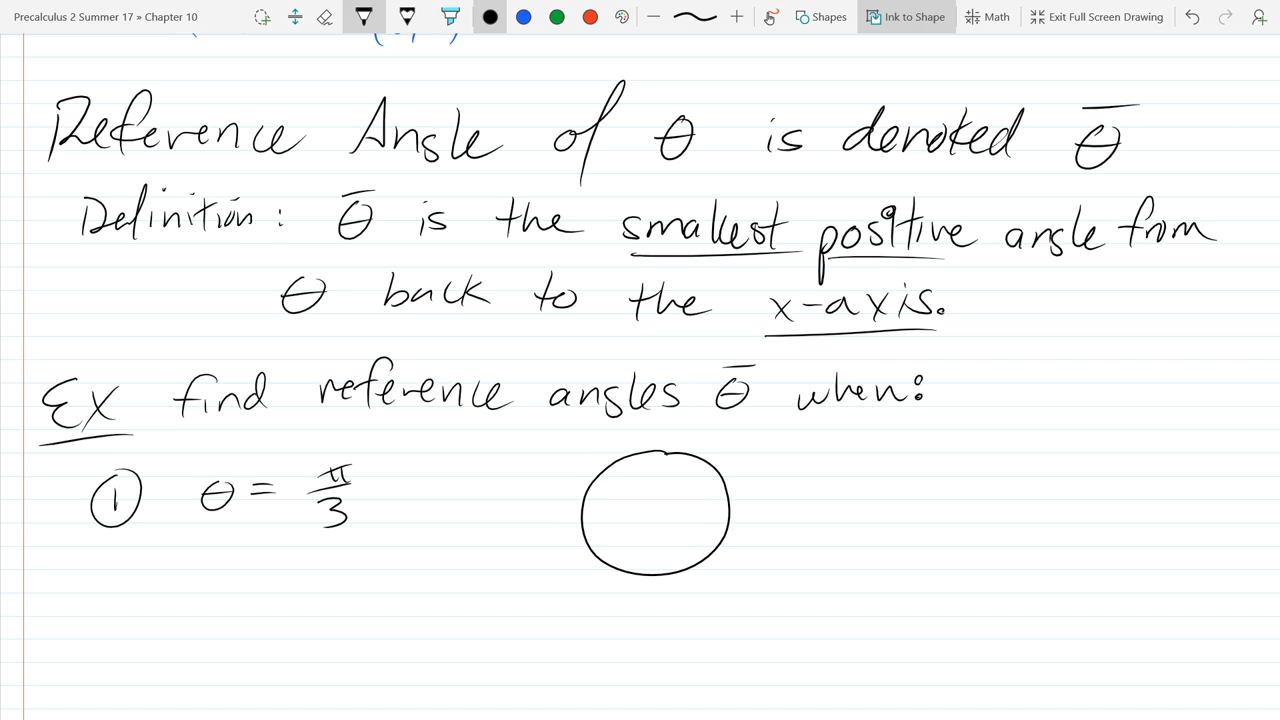 Precalculus 2 Summer 17 » Chapter 10 Shapes Ink to Shape Math Exit Full Screen Drawing
Reference Angle of θ is denoted θ̅
Definition: θ̅ is the smallest positive angle from
θ back to the x-axis.
Ex find reference angles θ̅ when:
① θ = π/3